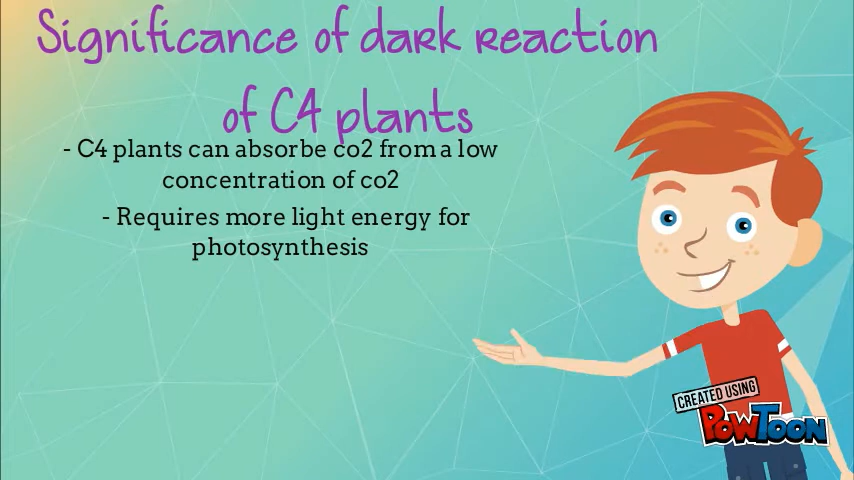 Significance of dark reaction
of C4 plants
- C4 plants can absorbe co2 from a low
concentration of co2
- Requires more light energy for
photosynthesis
CREATED USING
POWTOON